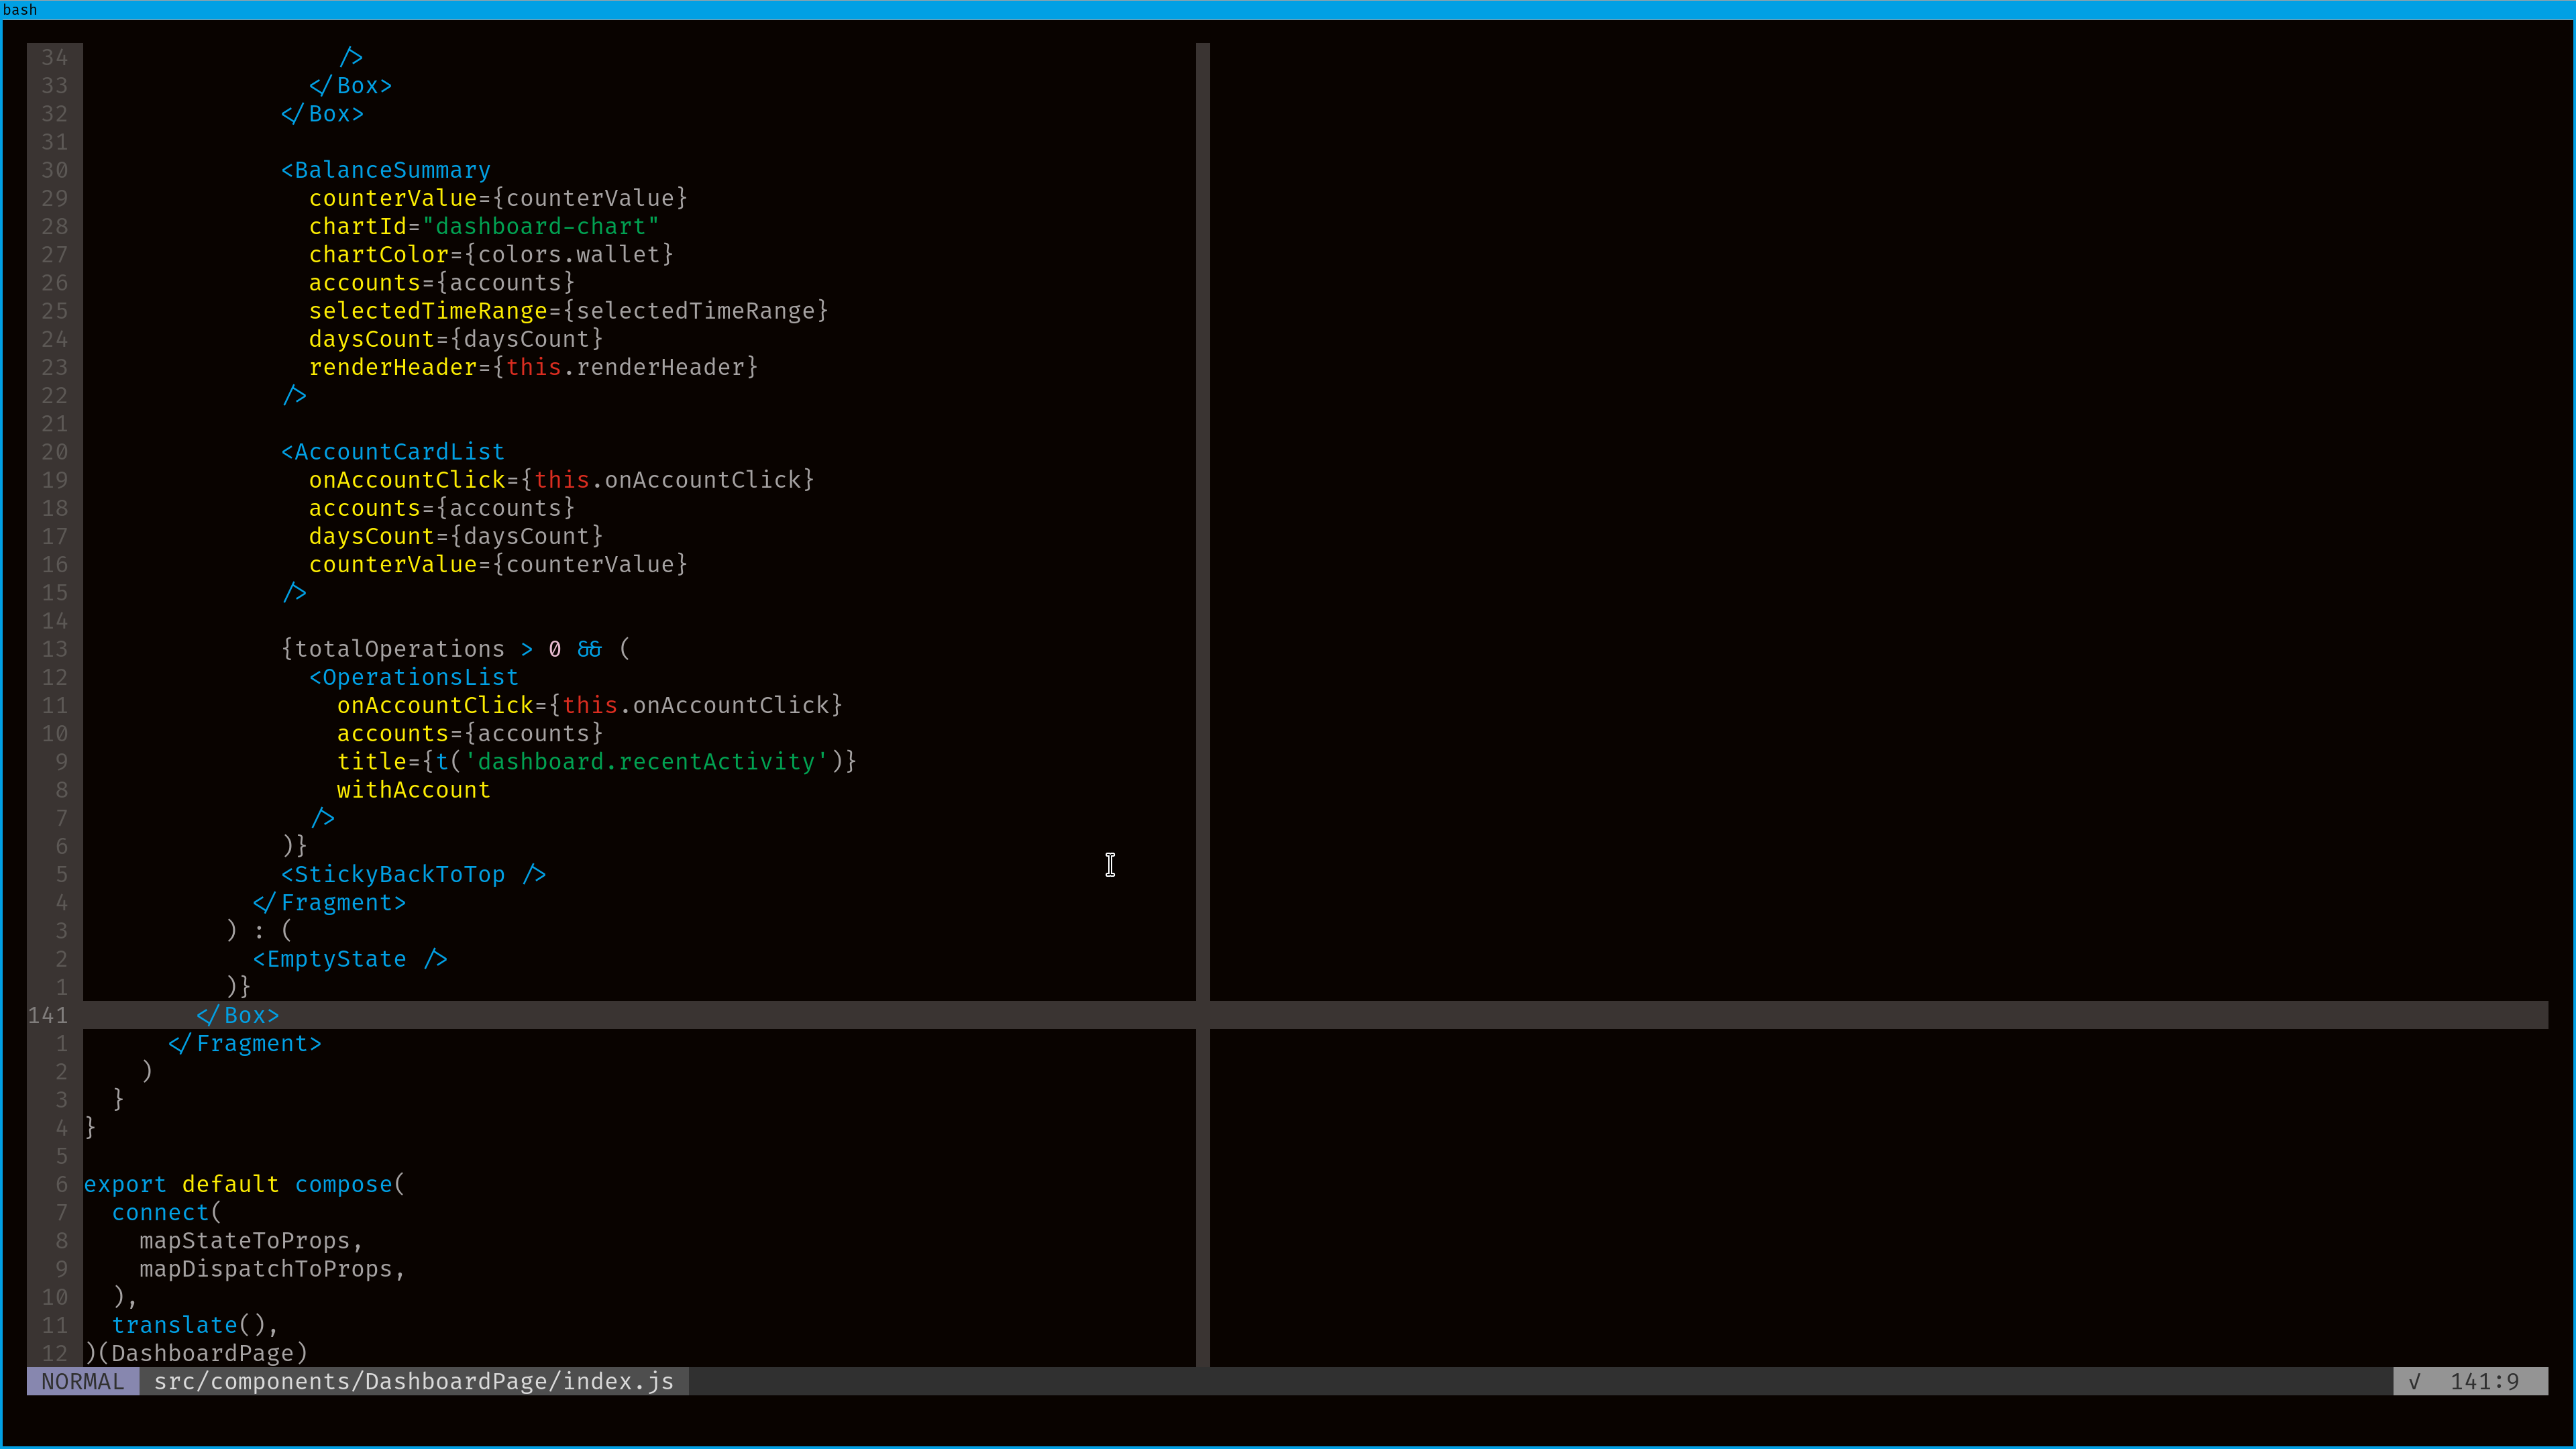 bash
34                   />
33                 </Box>
32               </Box>
31
30               <BalanceSummary
29                 counterValue={counterValue}
28                 chartId="dashboard-chart"
27                 chartColor={colors.wallet}
26                 accounts={accounts}
25                 selectedTimeRange={selectedTimeRange}
24                 daysCount={daysCount}
23                 renderHeader={this.renderHeader}
22               />
21
20               <AccountCardList
19                 onAccountClick={this.onAccountClick}
18                 accounts={accounts}
17                 daysCount={daysCount}
16                 counterValue={counterValue}
15               />
14
13               {totalOperations > 0 && (
12                 <OperationsList
11                   onAccountClick={this.onAccountClick}
10                   accounts={accounts}
9                   title={t('dashboard.recentActivity')}
8                   withAccount
7                 />
6               )}
5               <StickyBackToTop />
4             </Fragment>
3           ) : (
2             <EmptyState />
1           )}
141         </Box>
1       </Fragment>
2     )
3   }
4 }
5
6 export default compose(
7   connect(
8     mapStateToProps,
9     mapDispatchToProps,
10   ),
11   translate(),
12 )(DashboardPage)
NORMAL src/components/DashboardPage/index.js √ 141:9